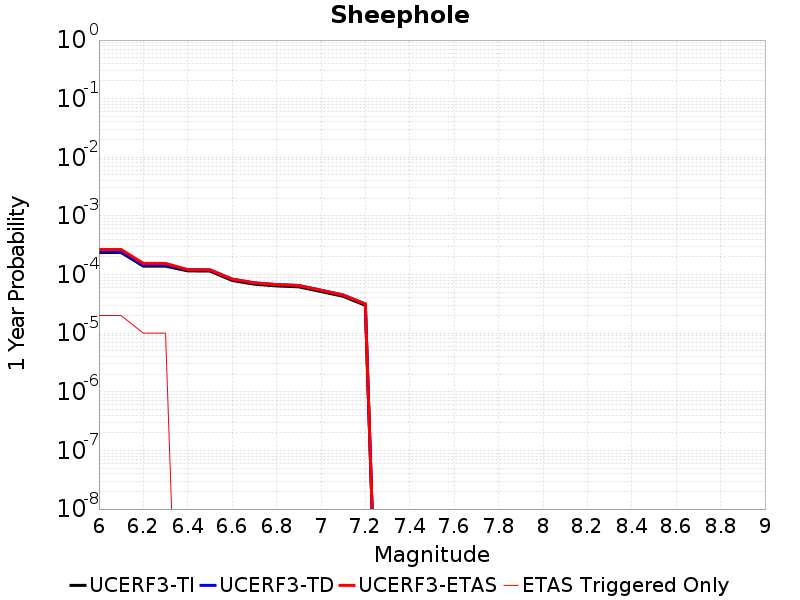 Sheephole
10^0
10^-1
10^-2
10^-3
10^-4
10^-5
10^-6
10^-7
10^-8
1 Year Probability
6 6.2 6.4 6.6 6.8 7 7.2 7.4 7.6 7.8 8 8.2 8.4 8.6 8.8 9
Magnitude
UCERF3-TI UCERF3-TD UCERF3-ETAS ETAS Triggered Only